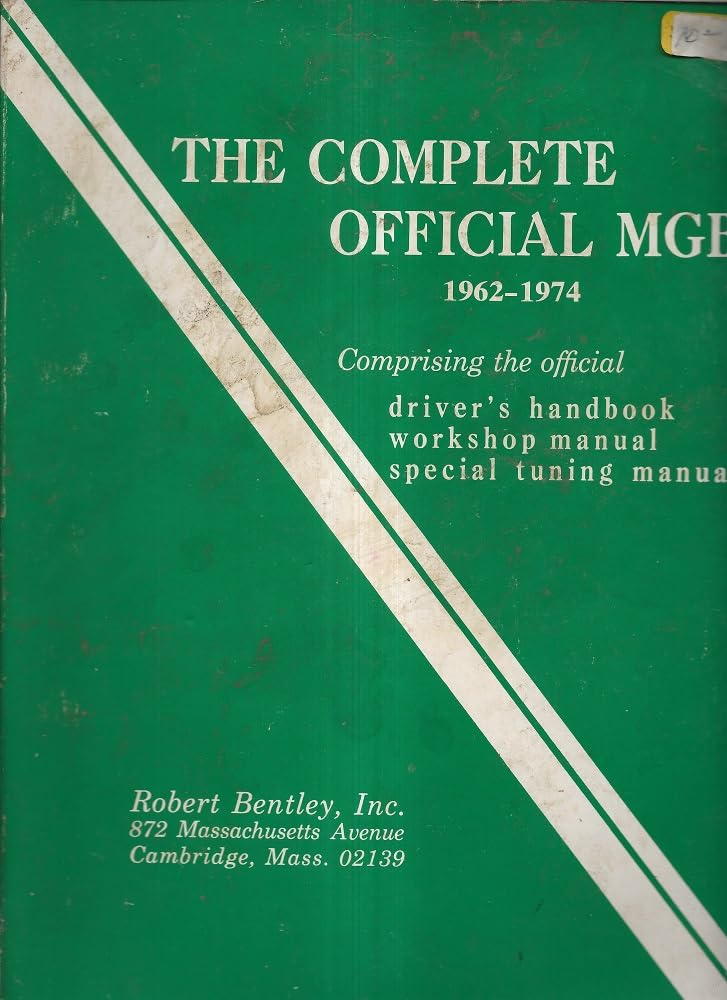 THE COMPLETE
OFFICIAL MGB
1962–1974
Comprising the official
driver's handbook
workshop manual
special tuning manua
Robert Bentley, Inc.
872 Massachusetts Avenue
Cambridge, Mass. 02139